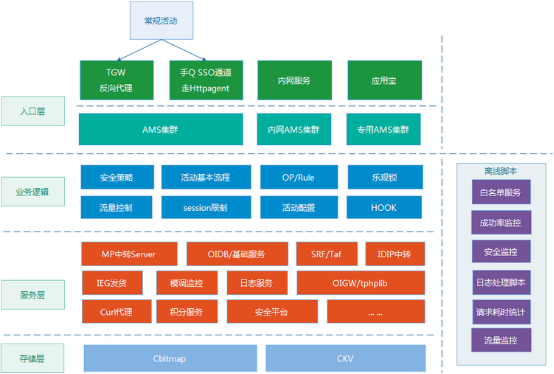 常规活动
TGW
反向代理
手Q SSO通道
走Httpagent
内网服务
应用宝
入口层
AMS集群
内网AMS集群
专用AMS集群
业务逻辑
安全策略
活动基本流程
OP/Rule
乐观锁
流量控制
session限制
活动配置
HOOK
服务层
MP中转Server
OIDB/基础服务
SRF/Taf
IDIP中转
IEG发货
模调监控
日志服务
OIGW/tphplib
Curl代理
积分服务
安全平台
... ...
存储层
Cbitmap
CKV
离线脚本
白名单服务
成功率监控
安全监控
日志处理脚本
请求耗时统计
流量监控